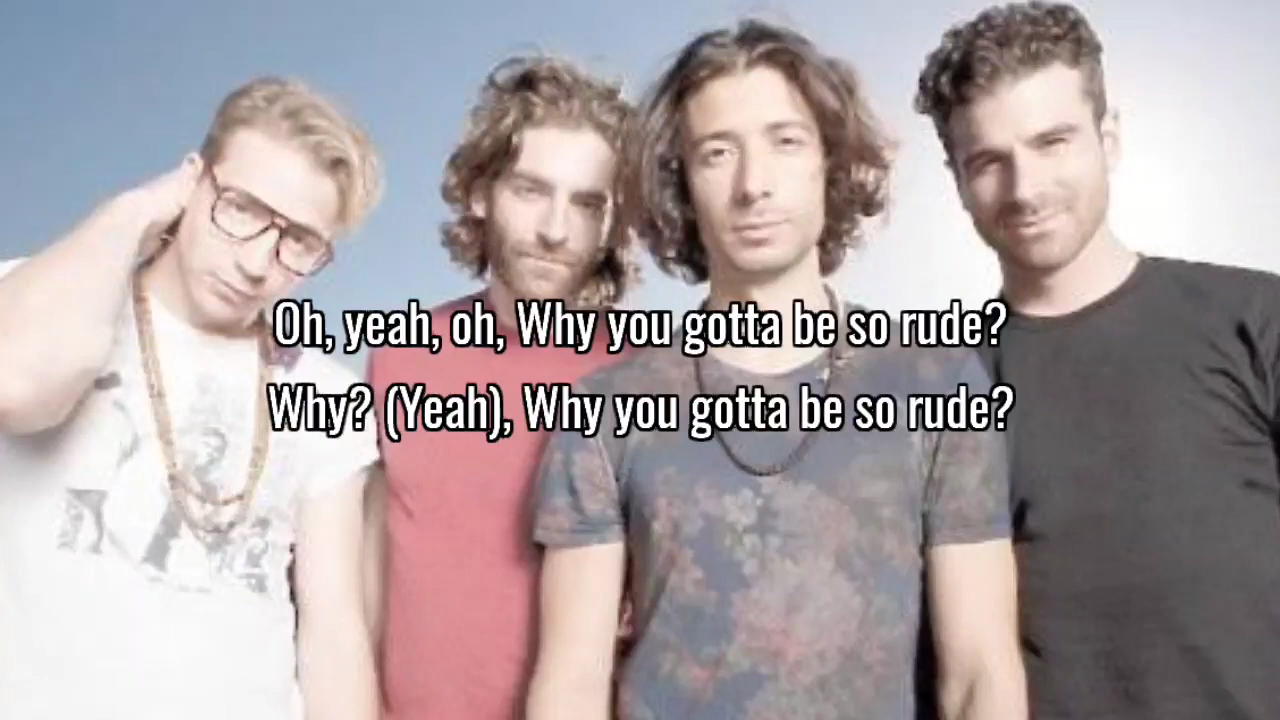 Oh, yeah, oh, Why you gotta be so rude?
Why? (Yeah), Why you gotta be so rude?